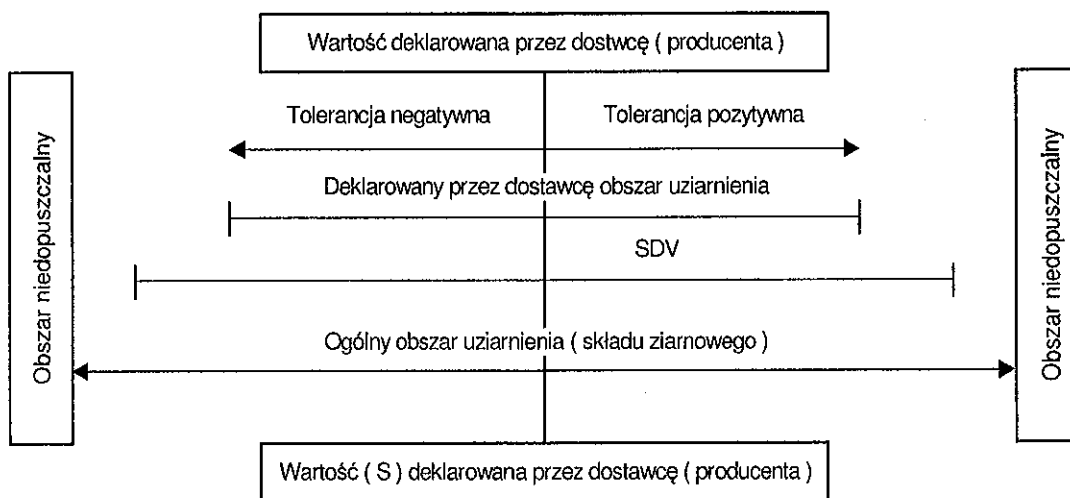 Wartość deklarowana przez dostwcę ( producenta )
Tolerancja negatywna
Tolerancja pozytywna
Deklarowany przez dostawcę obszar uziarnienia
SDV
Ogólny obszar uziarnienia ( składu ziarnowego )
Wartość ( S ) deklarowana przez dostawcę ( producenta )
Obszar niedopuszczalny
Obszar niedopuszczalny